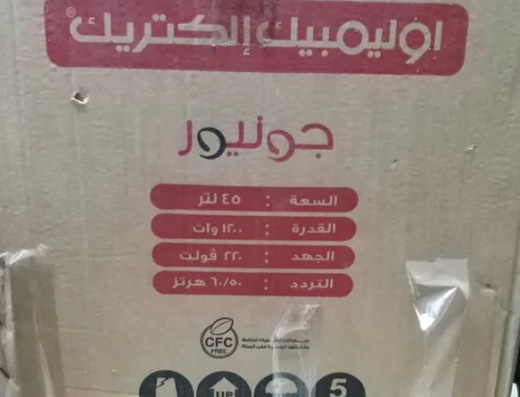 اوليمبيك إلكتريك®
جونيور
السعة : ٤٥ لتر
القدرة : ١٢٠٠ وات
الجهد : ٢٢٠ ڤولت
التردد : ٦٠/٥٠ هرتز
CFC
FREE
UP!
5